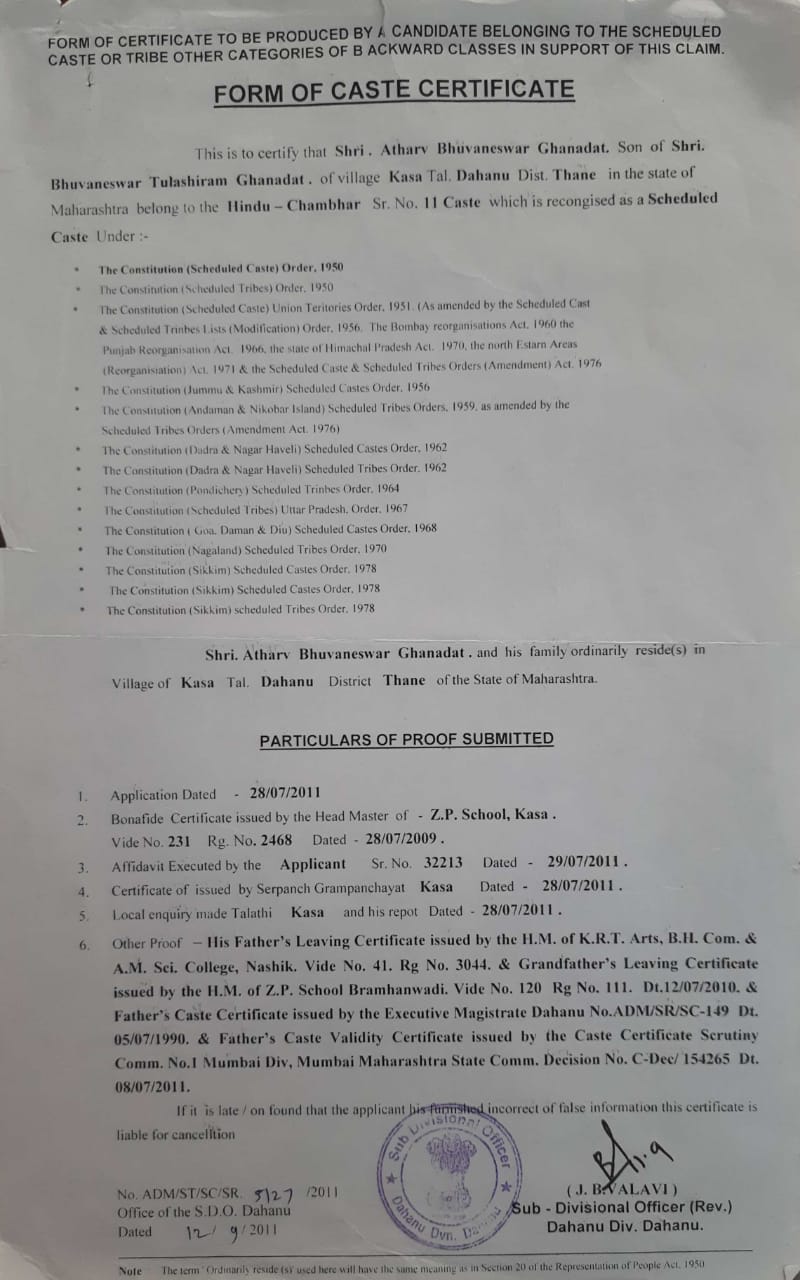 FORM OF CERTIFICATE TO BE PRODUCED BY A CANDIDATE BELONGING TO THE SCHEDULED
CASTE OR TRIBE OTHER CATEGORIES OF B ACKWARD CLASSES IN SUPPORT OF THIS CLAIM.
FORM OF CASTE CERTIFICATE
This is to certify that Shri . Atharv Bhuvaneswar Ghanadat. Son of Shri.
Bhuvaneswar Tulashiram Ghanadat . of village Kasa Tal. Dahanu Dist. Thane in the state of
Maharashtra belong to the Hindu – Chambhar Sr. No. 11 Caste which is recongised as a Scheduled
Caste Under :-
* The Constitution (Scheduled Caste) Order, 1950
* The Constitution (Scheduled Tribes) Order, 1950
* The Constitution (Scheduled Caste) Union Teritories Order, 1951. (As amended by the Scheduled Cast
& Scheduled Trinbes Lists (Modification) Order, 1956. The Bombay reorganisations Act, 1960 the
Punjab Reorganisation Act. 1966, the state of Himachal Pradesh Act. 1970, the north Estarn Areas
(Reorganisiation) Act. 1971 & the Scheduled Caste & Scheduled Tribes Orders (Amendment) Act. 1976
* The Constitution (Jummu & Kashmir) Scheduled Castes Order, 1956
* The Constitution (Andaman & Nikobar Island) Scheduled Tribes Orders, 1959, as amended by the
Scheduled Tribes Orders (Amendment Act. 1976)
* The Constitution (Dadra & Nagar Haveli) Scheduled Castes Order, 1962
* The Constitution (Dadra & Nagar Haveli) Scheduled Tribes Order, 1962
* The Constitution (Pondichery) Scheduled Trinbes Order, 1964
* The Constitution (Scheduled Tribes) Uttar Pradesh, Order, 1967
* The Constitution ( Goa, Daman & Diu) Scheduled Castes Order, 1968
* The Constitution (Nagaland) Scheduled Tribes Order, 1970
* The Constitution (Sikkim) Scheduled Castes Order, 1978
* The Constitution (Sikkim) Scheduled Castes Order, 1978
* The Constitution (Sikkim) scheduled Tribes Order, 1978
Shri. Atharv Bhuvaneswar Ghanadat . and his family ordinarily reside(s) in
Village of Kasa Tal. Dahanu District Thane of the State of Maharashtra.
PARTICULARS OF PROOF SUBMITTED
1. Application Dated - 28/07/2011
2. Bonafide Certificate issued by the Head Master of - Z.P. School, Kasa .
Vide No. 231 Rg. No. 2468 Dated - 28/07/2009 .
3. Affidavit Executed by the Applicant Sr. No. 32213 Dated - 29/07/2011 .
4. Certificate of issued by Serpanch Grampanchayat Kasa Dated - 28/07/2011 .
5. Local enquiry made Talathi Kasa and his repot Dated - 28/07/2011 .
6. Other Proof – His Father's Leaving Certificate issued by the H.M. of K.R.T. Arts, B.H. Com. &
A.M. Sci. College, Nashik. Vide No. 41. Rg No. 3044. & Grandfather's Leaving Certificate
issued by the H.M. of Z.P. School Bramhanwadi. Vide No. 120 Rg No. 111. Dt.12/07/2010. &
Father's Caste Certificate issued by the Executive Magistrate Dahanu No.ADM/SR/SC-149 Dt.
05/07/1990. & Father's Caste Validity Certificate issued by the Caste Certificate Scrutiny
Comm. No.1 Mumbai Div, Mumbai Maharashtra State Comm. Decision No. C-Dec/ 154265 Dt.
08/07/2011.
If it is late / on found that the applicant his furnished incorrect of false information this certificate is
liable for cancelltion
Sub Divisional Officer
Dahanu Dvn. Dahanu
No. ADM/ST/SC/SR. 5127 /2011
Office of the S.D.O. Dahanu
Dated 12/ 9/2011
( J. B.VALAVI )
Sub - Divisional Officer (Rev.)
Dahanu Div. Dahanu.
Note The term ' Ordinarily reside (s)' used here will have the same meaning as in Section 20 of the Representation of People Act, 1950